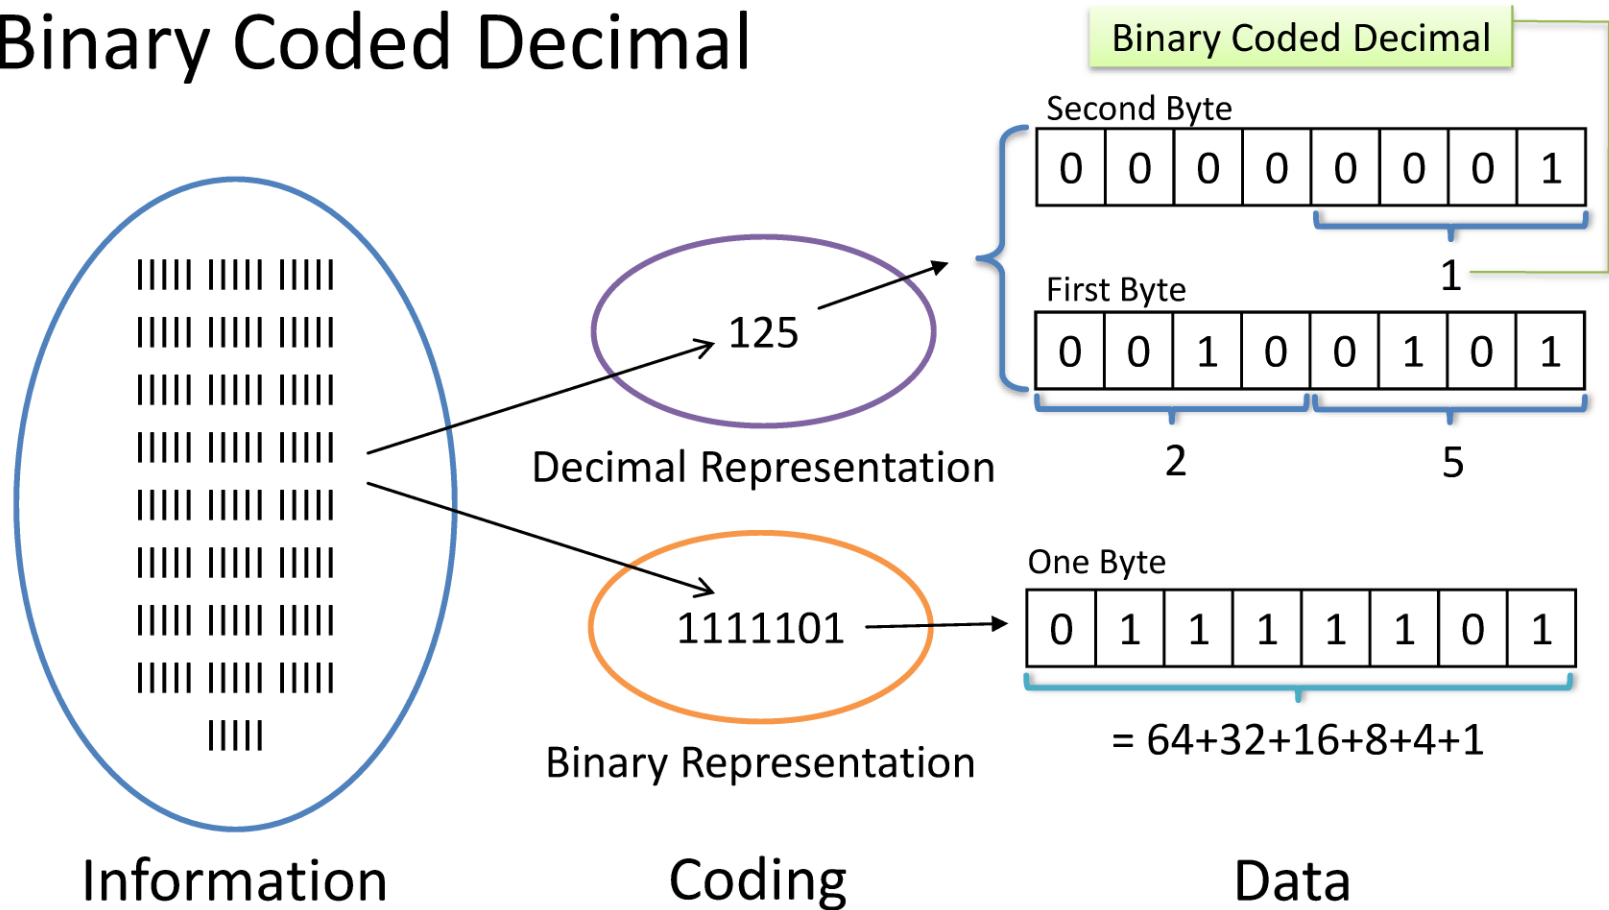 Binary Coded Decimal
Binary Coded Decimal
Second Byte
0 0 0 0 0 0 0 1
1
First Byte
0 0 1 0 0 1 0 1
2 5
||||| ||||| |||||
||||| ||||| |||||
||||| ||||| |||||
||||| ||||| |||||
||||| ||||| |||||
||||| ||||| |||||
||||| ||||| |||||
||||| ||||| |||||
|||||
125
Decimal Representation
1111101
Binary Representation
One Byte
0 1 1 1 1 1 0 1
= 64+32+16+8+4+1
Information
Coding
Data